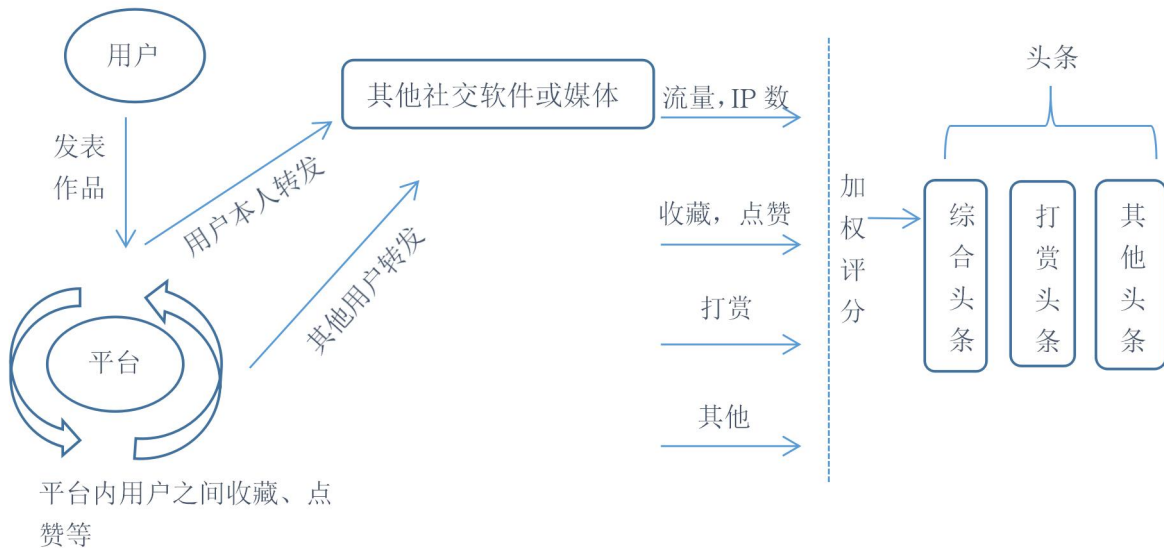 用户
发表
作品
用户本人转发
其他用户转发
平台
平台内用户之间收藏、点
赞等
其他社交软件或媒体
流量,IP 数
收藏，点赞
打赏
其他
加权评分
头条
综合头条
打赏头条
其他头条